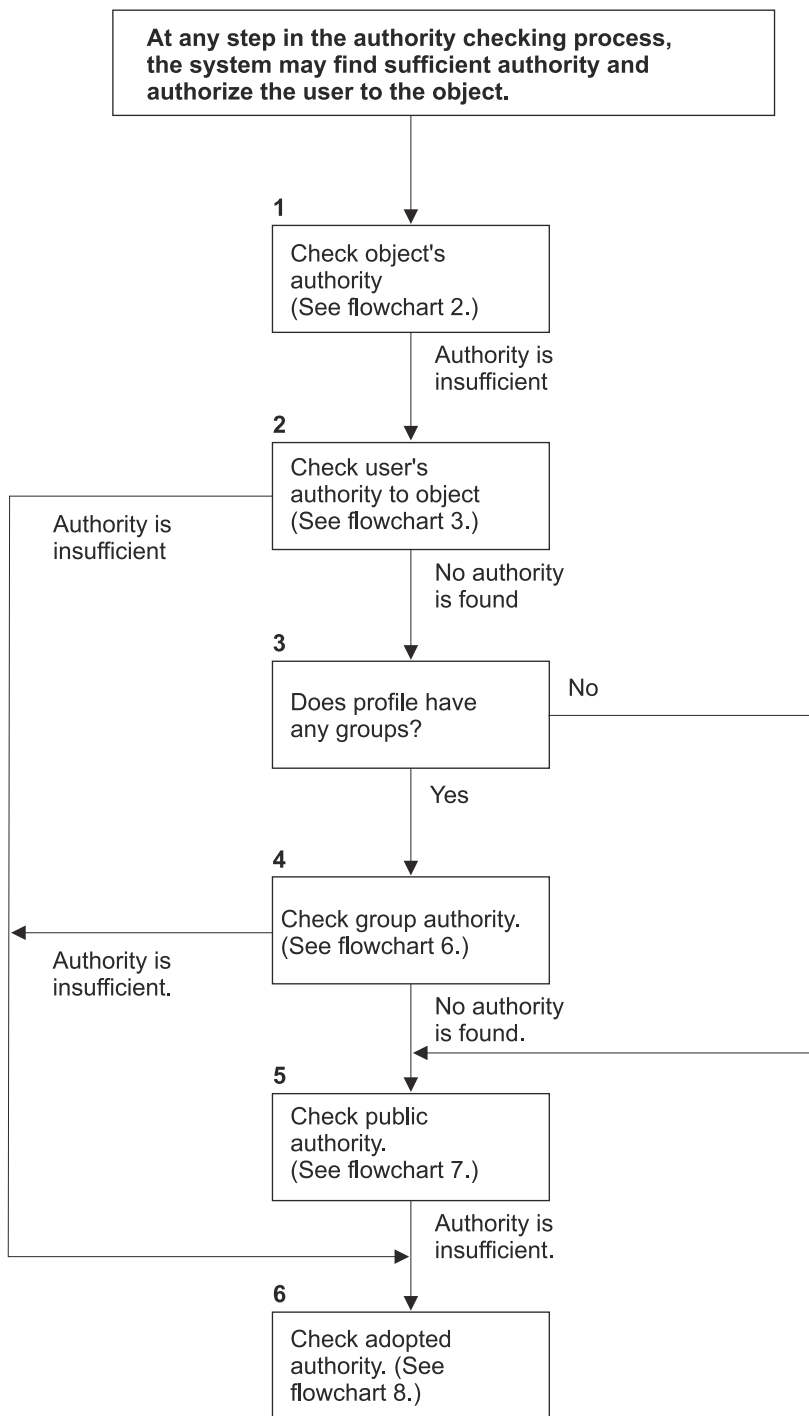 At any step in the authority checking process,
the system may find sufficient authority and
authorize the user to the object.
1
Check object's
authority
(See flowchart 2.)
Authority is
insufficient
2
Check user's
authority to object
(See flowchart 3.)
Authority is
insufficient
No authority
is found
3
Does profile have
any groups?
No
Yes
4
Check group authority.
(See flowchart 6.)
Authority is
insufficient.
No authority
is found.
5
Check public
authority.
(See flowchart 7.)
Authority is
insufficient.
6
Check adopted
authority. (See
flowchart 8.)